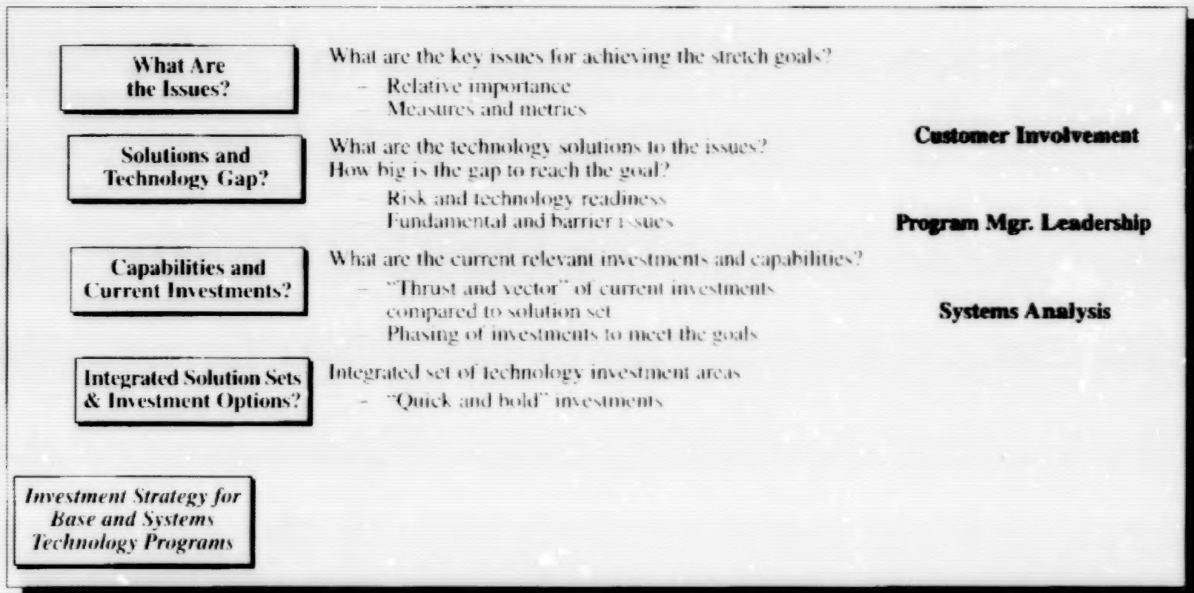 What Are
the Issues?
What are the key issues for achieving the stretch goals?
– Relative importance
– Measures and metrics
Customer Involvement
Solutions and
Technology Gap?
What are the technology solutions to the issues?
How big is the gap to reach the goal?
– Risk and technology readiness
Fundamental and barrier issues
Program Mgr. Leadership
Capabilities and
Current Investments?
What are the current relevant investments and capabilities?
– "Thrust and vector" of current investments
compared to solution set
– Phasing of investments to meet the goals
Systems Analysis
Integrated Solution Sets
& Investment Options?
Integrated set of technology investment areas
– "Quick and bold" investments
Investment Strategy for
Base and Systems
Technology Programs